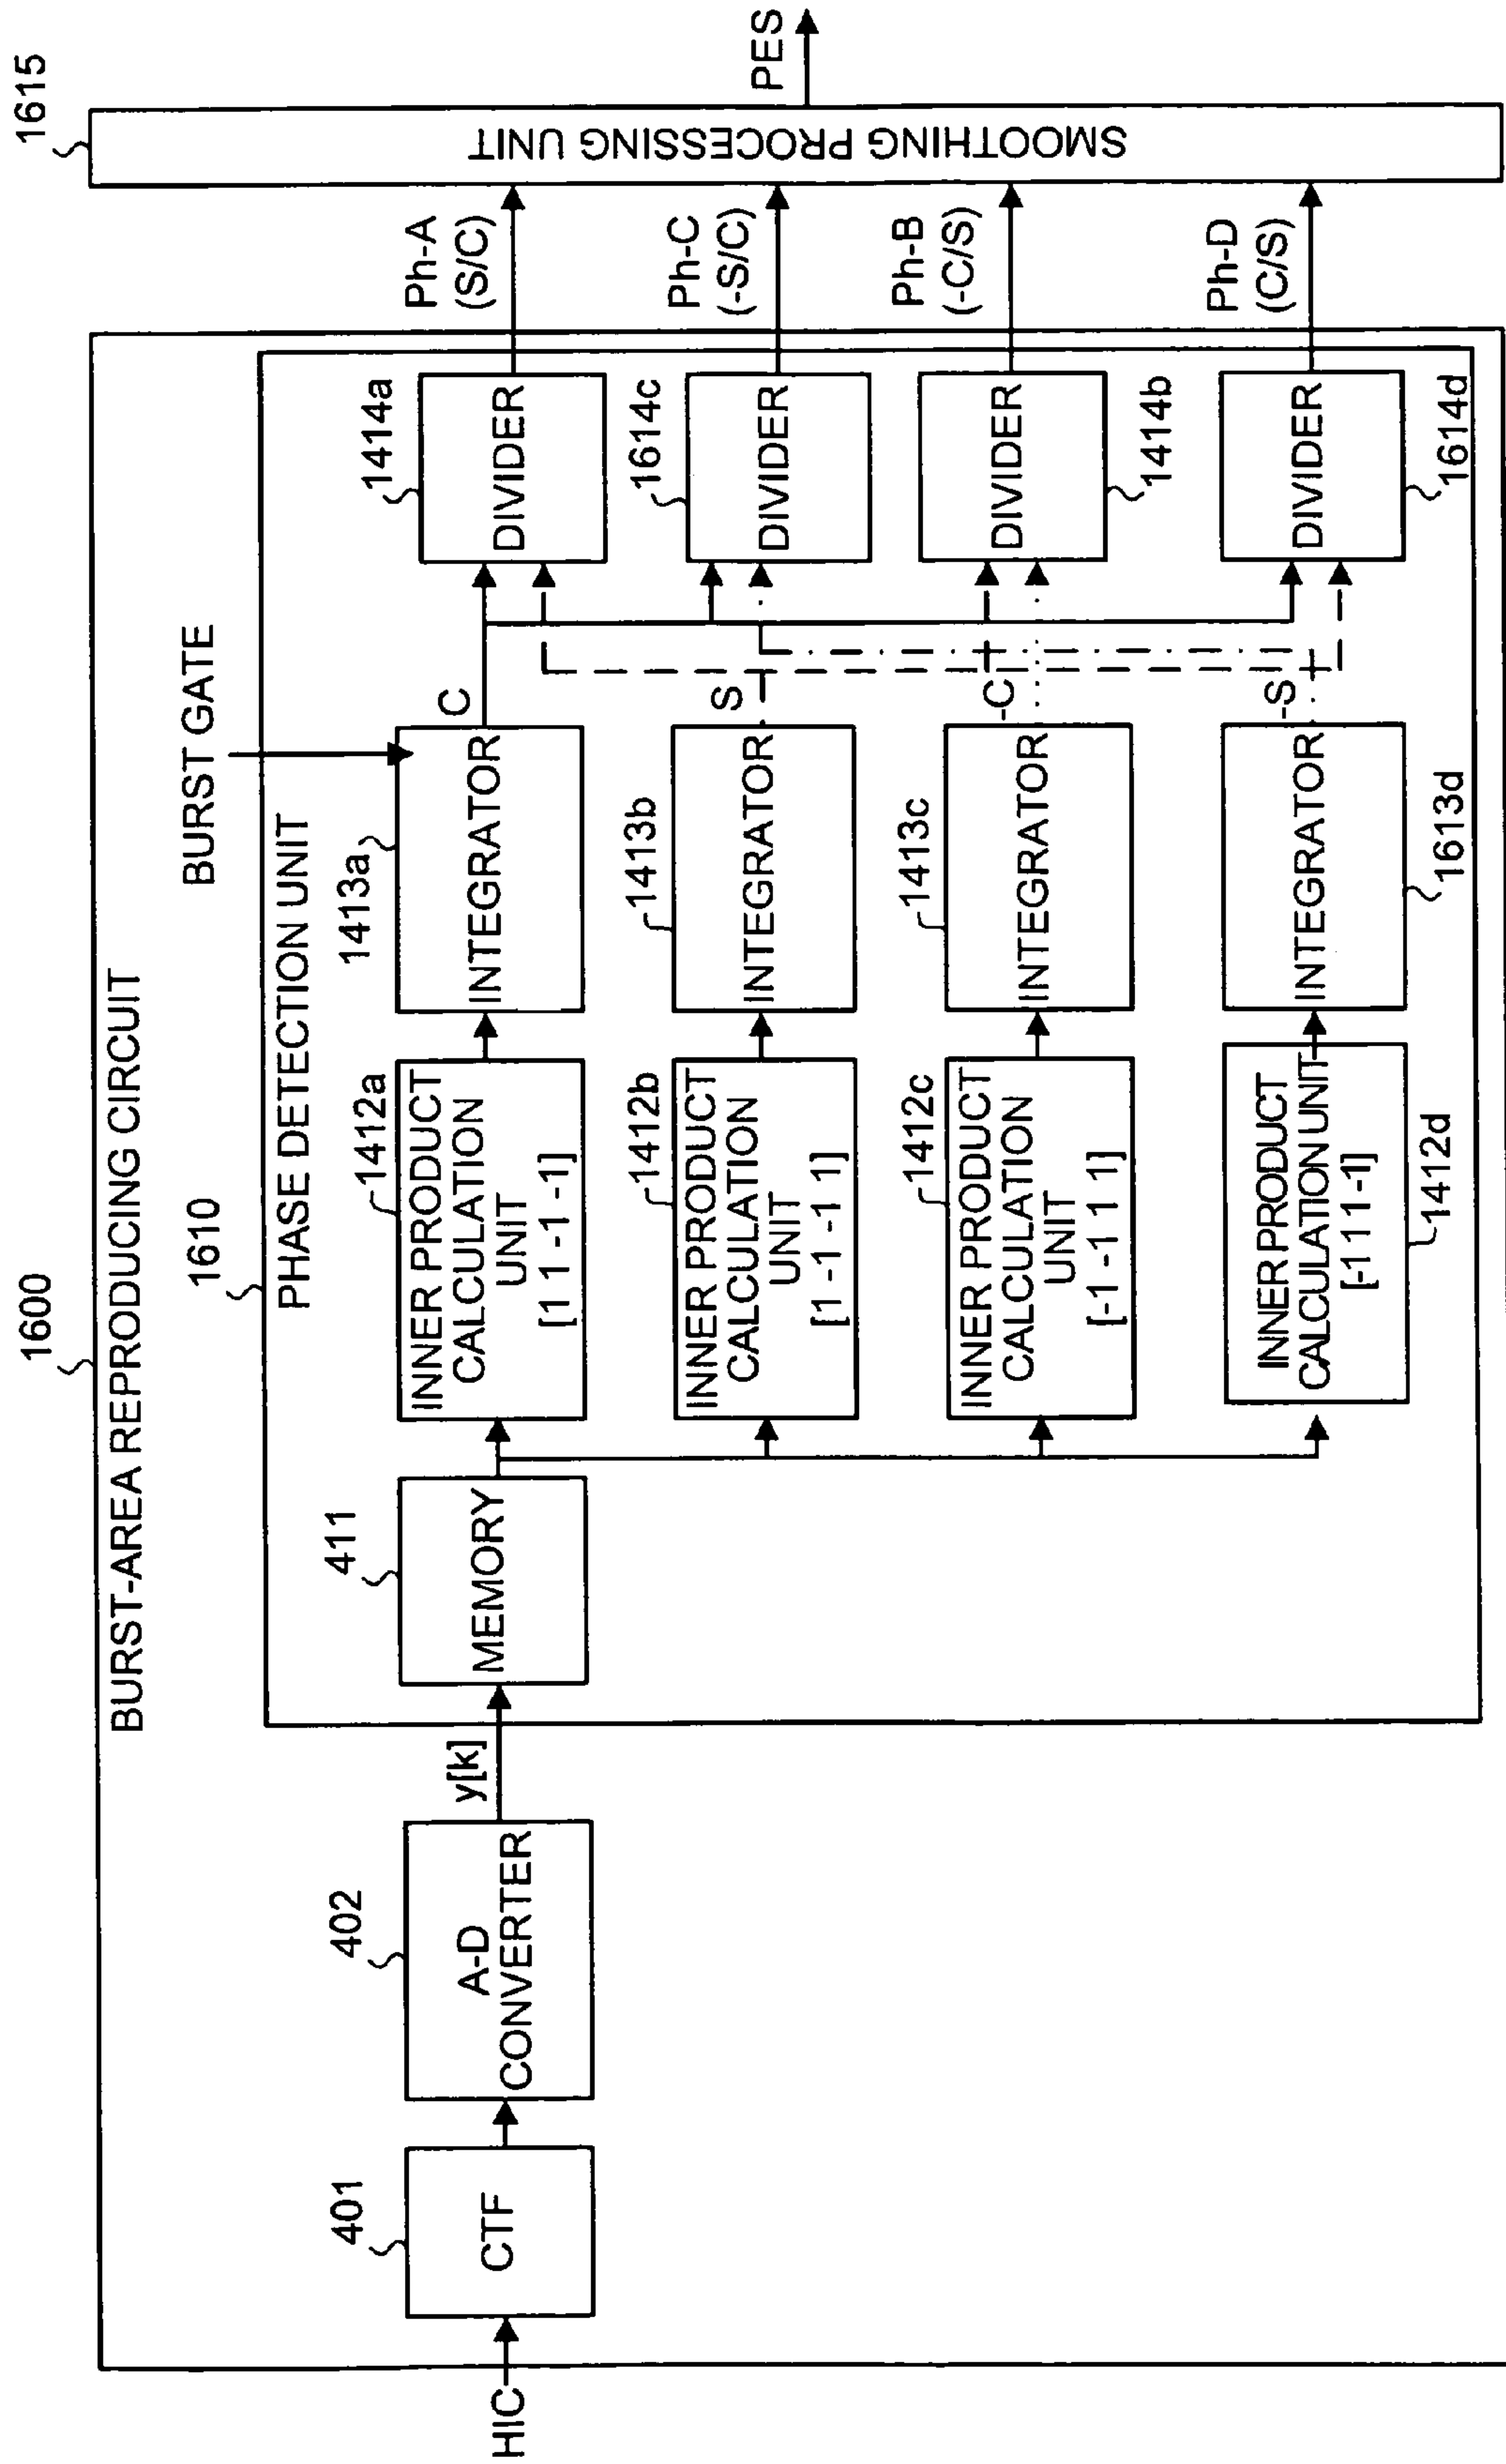 1600
BURST-AREA REPRODUCING CIRCUIT
1610
PHASE DETECTION UNIT
BURST GATE
HIC
401
CTF
402
A-D
CONVERTER
y[k]
411
MEMORY
1412a
INNER PRODUCT
CALCULATION
UNIT
[1 1 -1 -1]
1413a
INTEGRATOR
C
1414a
DIVIDER
Ph-A
(S/C)
1412b
INNER PRODUCT
CALCULATION
UNIT
[1 -1 -1 1]
1413b
INTEGRATOR
S
1614c
DIVIDER
Ph-C
(-S/C)
1412c
INNER PRODUCT
CALCULATION
UNIT
[-1 -1 1 1]
1413c
INTEGRATOR
-C
DIVIDER
1414b
Ph-B
(-C/S)
INNER PRODUCT
CALCULATION UNIT
[-1 1 1 -1]
1412d
INTEGRATOR
1613d
-S
DIVIDER
1614d
Ph-D
(C/S)
1615
SMOOTHING PROCESSING UNIT
PES